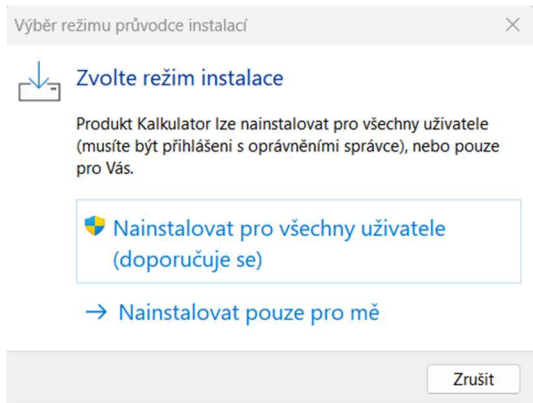 Výběr režimu průvodce instalací
Zvolte režim instalace
Produkt Kalkulator lze nainstalovat pro všechny uživatele
(musíte být přihlášeni s oprávněními správce), nebo pouze
pro Vás.
Nainstalovat pro všechny uživatele
(doporučuje se)
Nainstalovat pouze pro mě
Zrušit